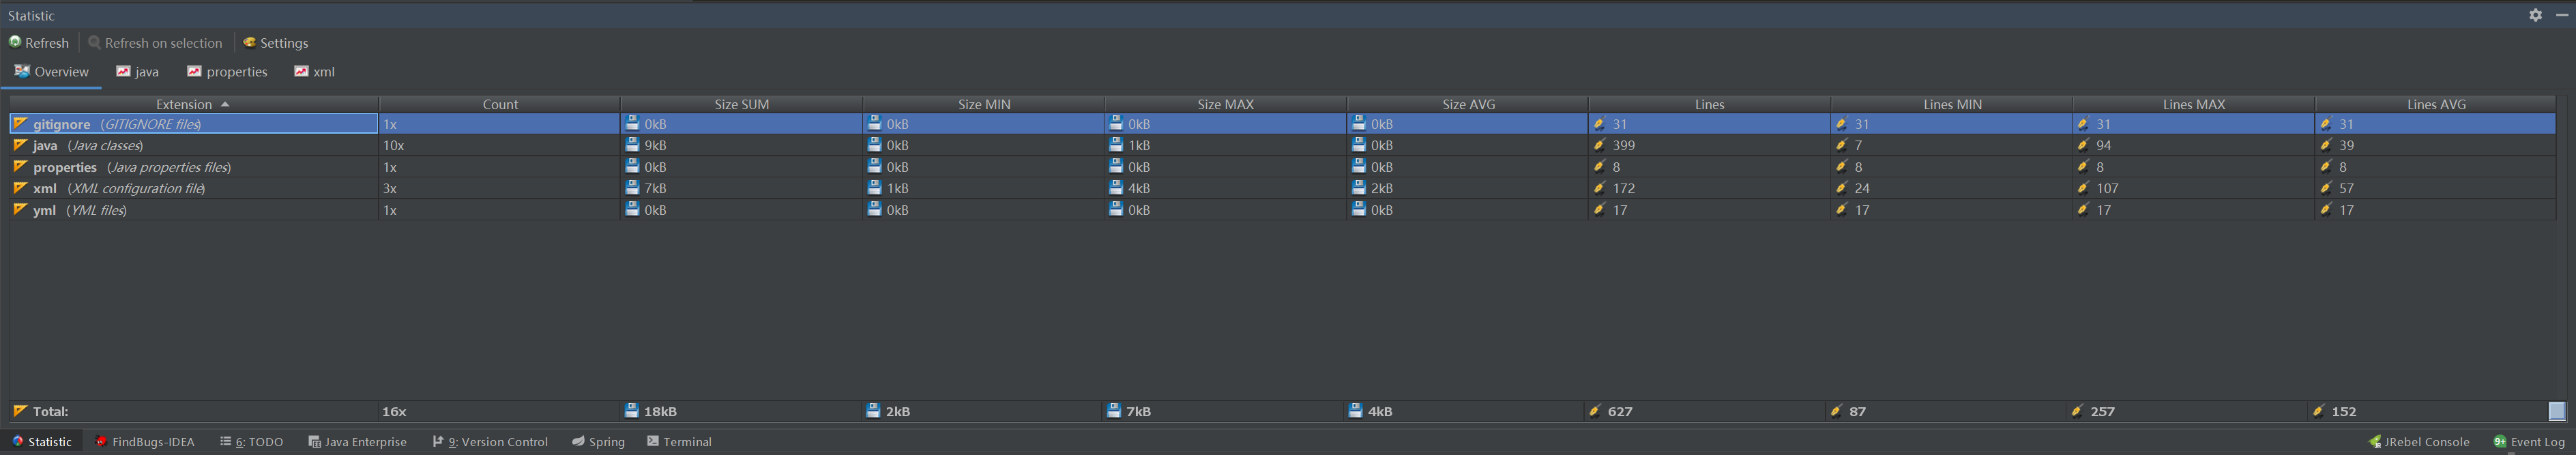 Statistic
Refresh Refresh on selection Settings
Overview java properties xml
Extension Count Size SUM Size MIN Size MAX Size AVG Lines Lines MIN Lines MAX Lines AVG
gitignore (GITIGNORE files) 1x 0kB 0kB 0kB 0kB 31 31 31 31
java (Java classes) 10x 9kB 0kB 1kB 0kB 399 7 94 39
properties (Java properties files) 1x 0kB 0kB 0kB 0kB 8 8 8 8
xml (XML configuration file) 3x 7kB 1kB 4kB 2kB 172 24 107 57
yml (YML files) 1x 0kB 0kB 0kB 0kB 17 17 17 17
Total: 16x 18kB 2kB 7kB 4kB 627 87 257 152
Statistic FindBugs-IDEA 6: TODO Java Enterprise 9: Version Control Spring Terminal JRebel Console 9+ Event Log